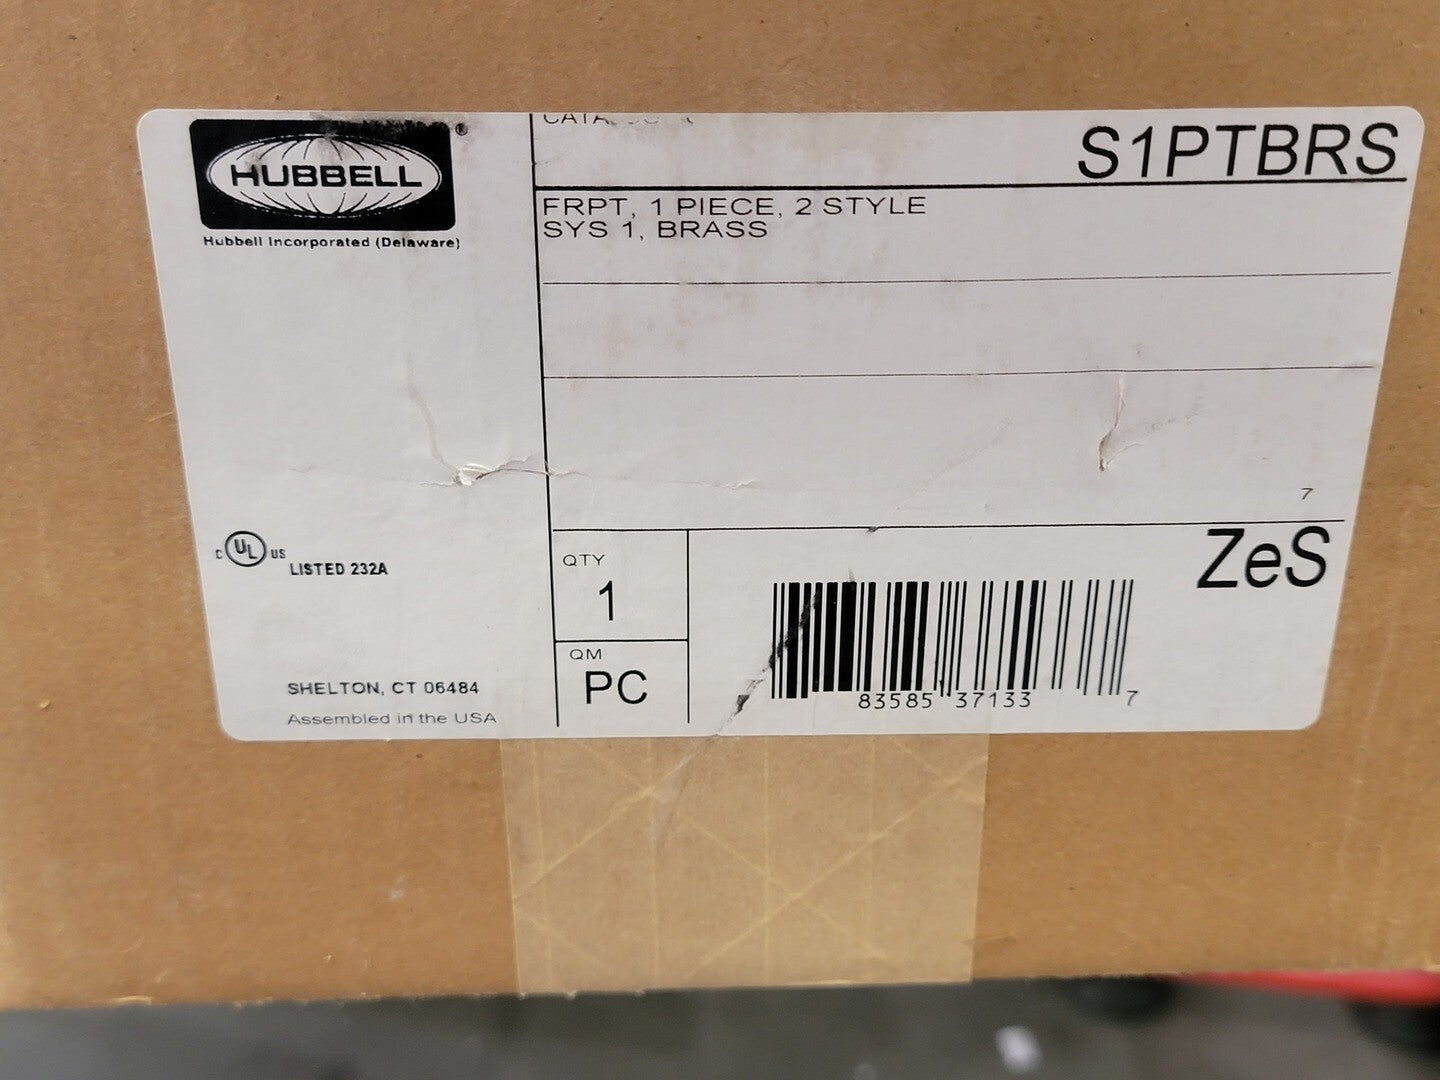 HUBBELL
®
Hubbell Incorporated (Delaware)
S1PTBRS
FRPT, 1 PIECE, 2 STYLE
SYS 1, BRASS
7
ZeS
C UL US
LISTED 232A
QTY
1
QM
PC
83585 37133 7
SHELTON, CT 06484
Assembled in the USA